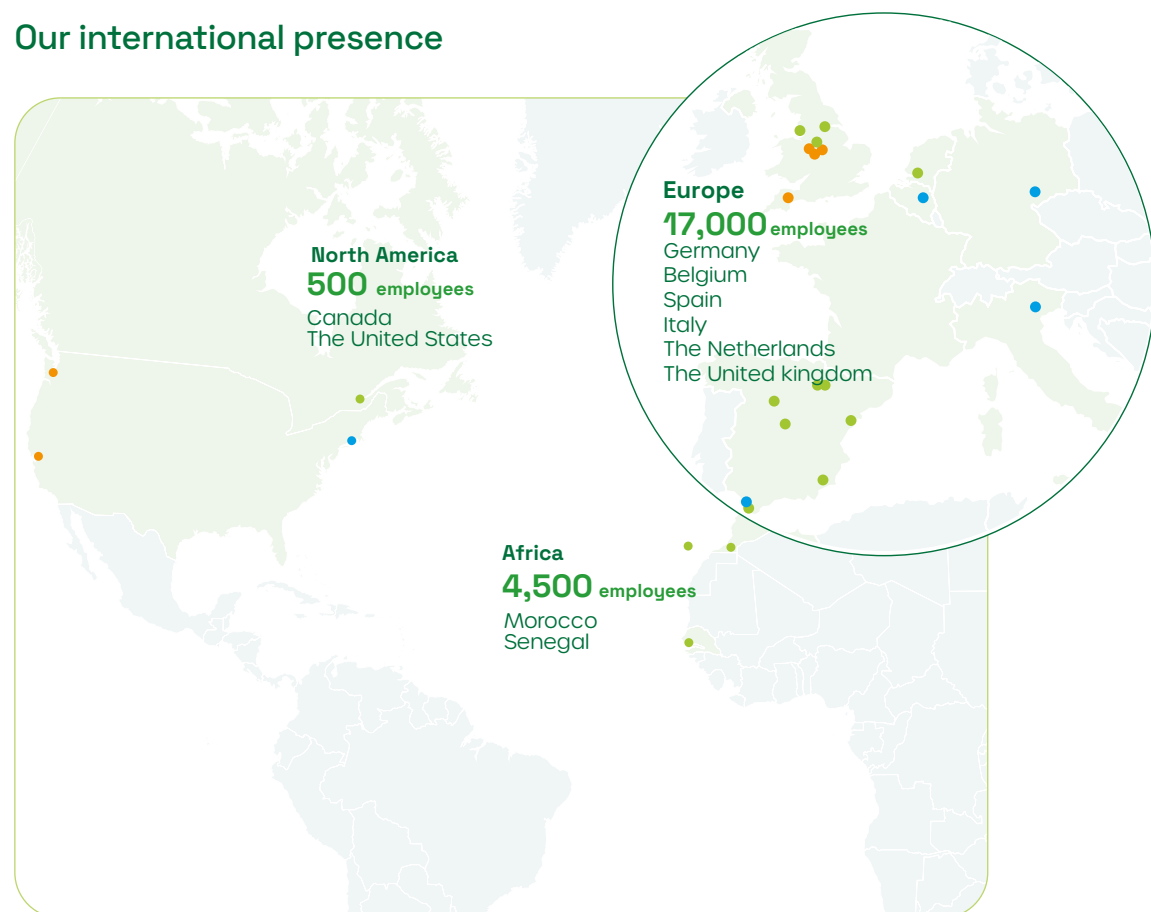 Our international presence
North America
500 employees
Canada
The United States
Europe
17,000 employees
Germany
Belgium
Spain
Italy
The Netherlands
The United kingdom
Africa
4,500 employees
Morocco
Senegal